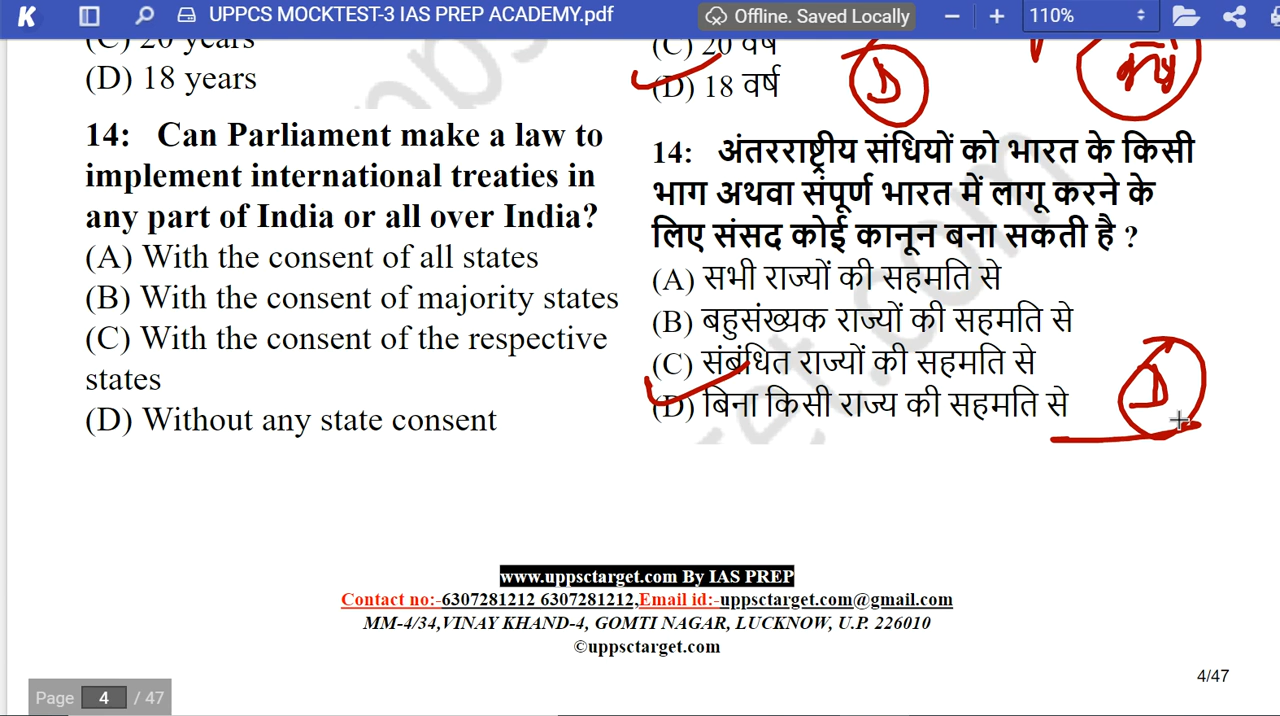 UPPCS MOCKTEST-3 IAS PREP ACADEMY.pdf
Offline. Saved Locally
110%
(C) 20 years
(D) 18 years
14: Can Parliament make a law to
implement international treaties in
any part of India or all over India?
(A) With the consent of all states
(B) With the consent of majority states
(C) With the consent of the respective
states
(D) Without any state consent
(C) 20 वर्ष
(D) 18 वर्ष
D
14: अंतरराष्ट्रीय संधियों को भारत के किसी
भाग अथवा संपूर्ण भारत में लागू करने के
लिए संसद कोई कानून बना सकती है ?
(A) सभी राज्यों की सहमति से
(B) बहुसंख्यक राज्यों की सहमति से
(C) संबंधित राज्यों की सहमति से
(D) बिना किसी राज्य की सहमति से
D
www.uppsctarget.com By IAS PREP
Contact no:-6307281212 6307281212,Email id:-uppsctarget.com@gmail.com
MM-4/34,VINAY KHAND-4, GOMTI NAGAR, LUCKNOW, U.P. 226010
©uppsctarget.com
4/47
Page 4 / 47